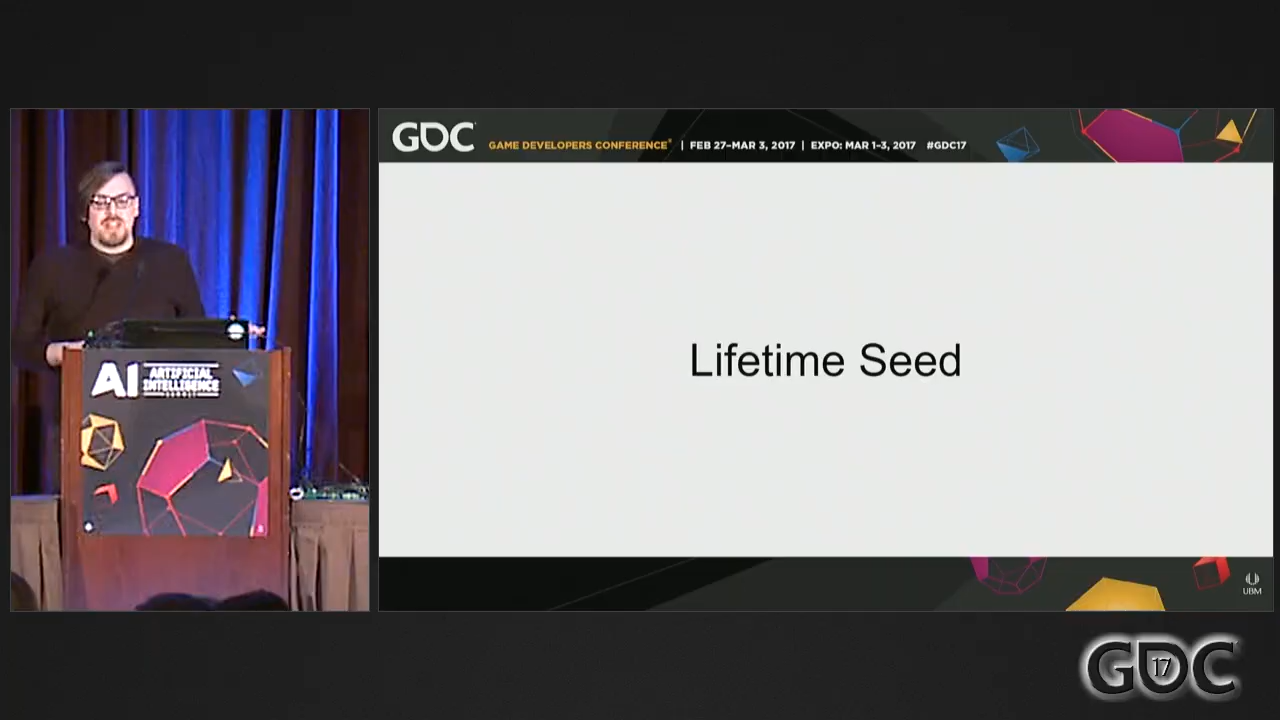 GDC
GAME DEVELOPERS CONFERENCE® | FEB 27–MAR 3, 2017 | EXPO: MAR 1–3, 2017 #GDC17
Lifetime Seed
AI ARTIFICIAL
INTELLIGENCE
UBM
GDC 17